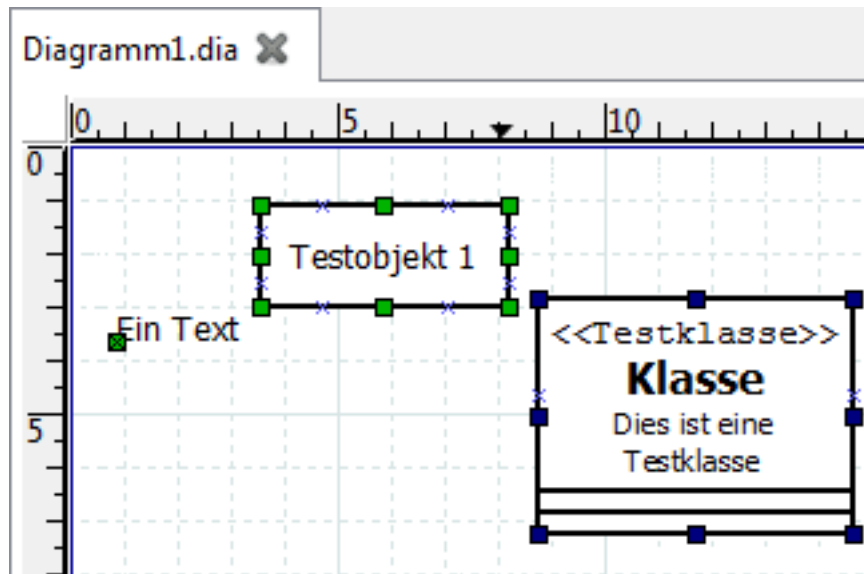 Diagramm1.dia
0 5 10
0
Testobjekt 1
Ein Text
<<Testklasse>>
Klasse
5
Dies ist eine
Testklasse